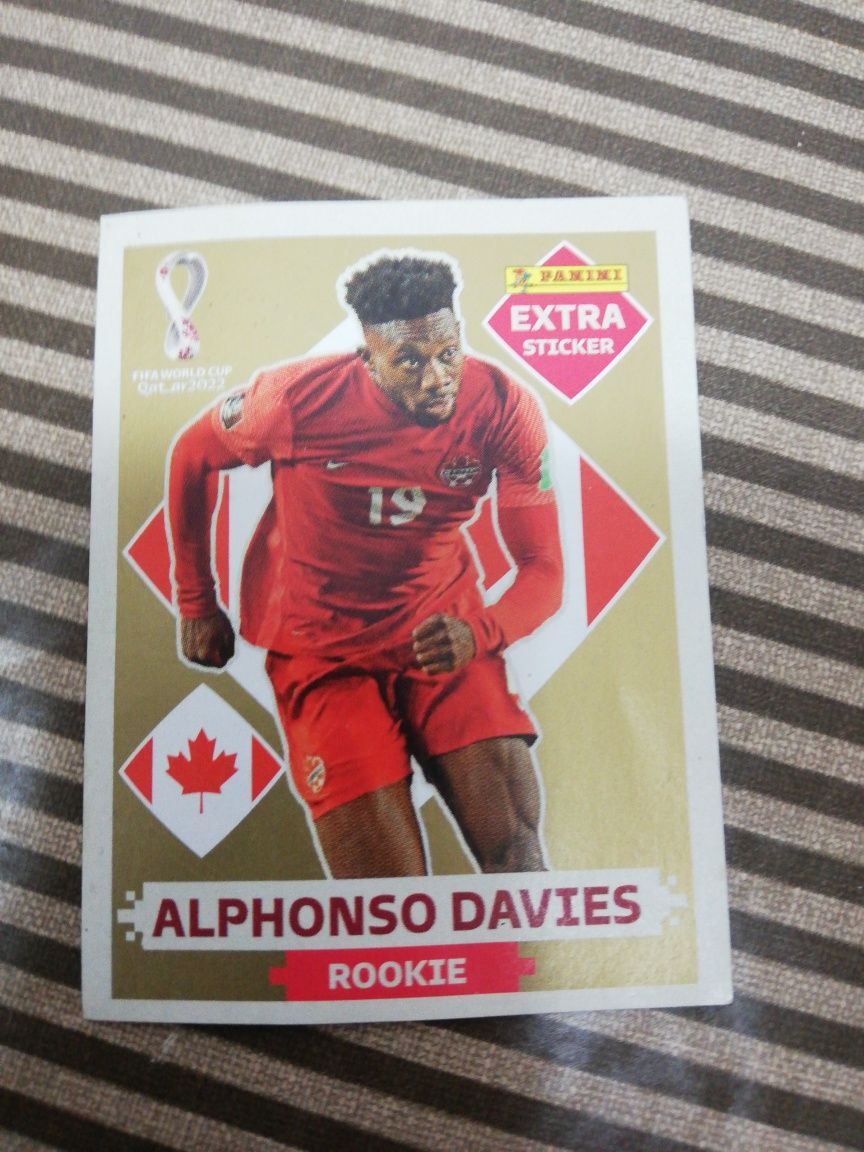 PANINI
EXTRA
STICKER
FIFA WORLD CUP
Qatar2022
19
ALPHONSO DAVIES
ROOKIE